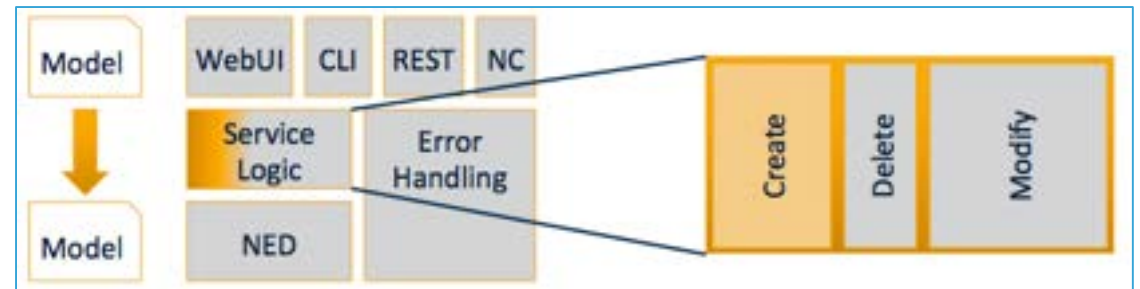 Model
WebUI
CLI
REST
NC
Service
Logic
Error
Handling
Model
NED
Create
Delete
Modify